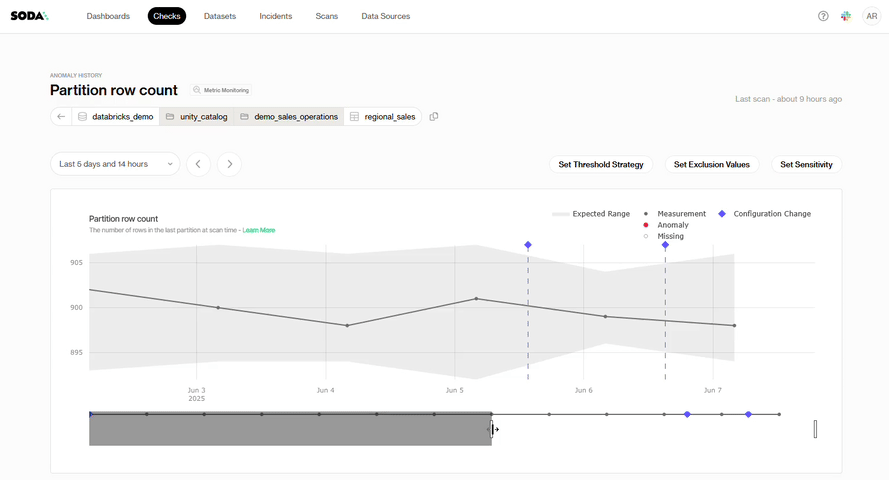 SODA
Dashboards Checks Datasets Incidents Scans Data Sources AR
ANOMALY HISTORY
Partition row count Metric Monitoring
Last scan - about 9 hours ago
databricks_demo unity_catalog demo_sales_operations regional_sales
Last 5 days and 14 hours Set Threshold Strategy Set Exclusion Values Set Sensitivity
Partition row count
The number of rows in the last partition at scan time - Learn More
Expected Range Measurement Configuration Change
Anomaly
Missing
905
900
895
Jun 3 Jun 4 Jun 5 Jun 6 Jun 7
2025